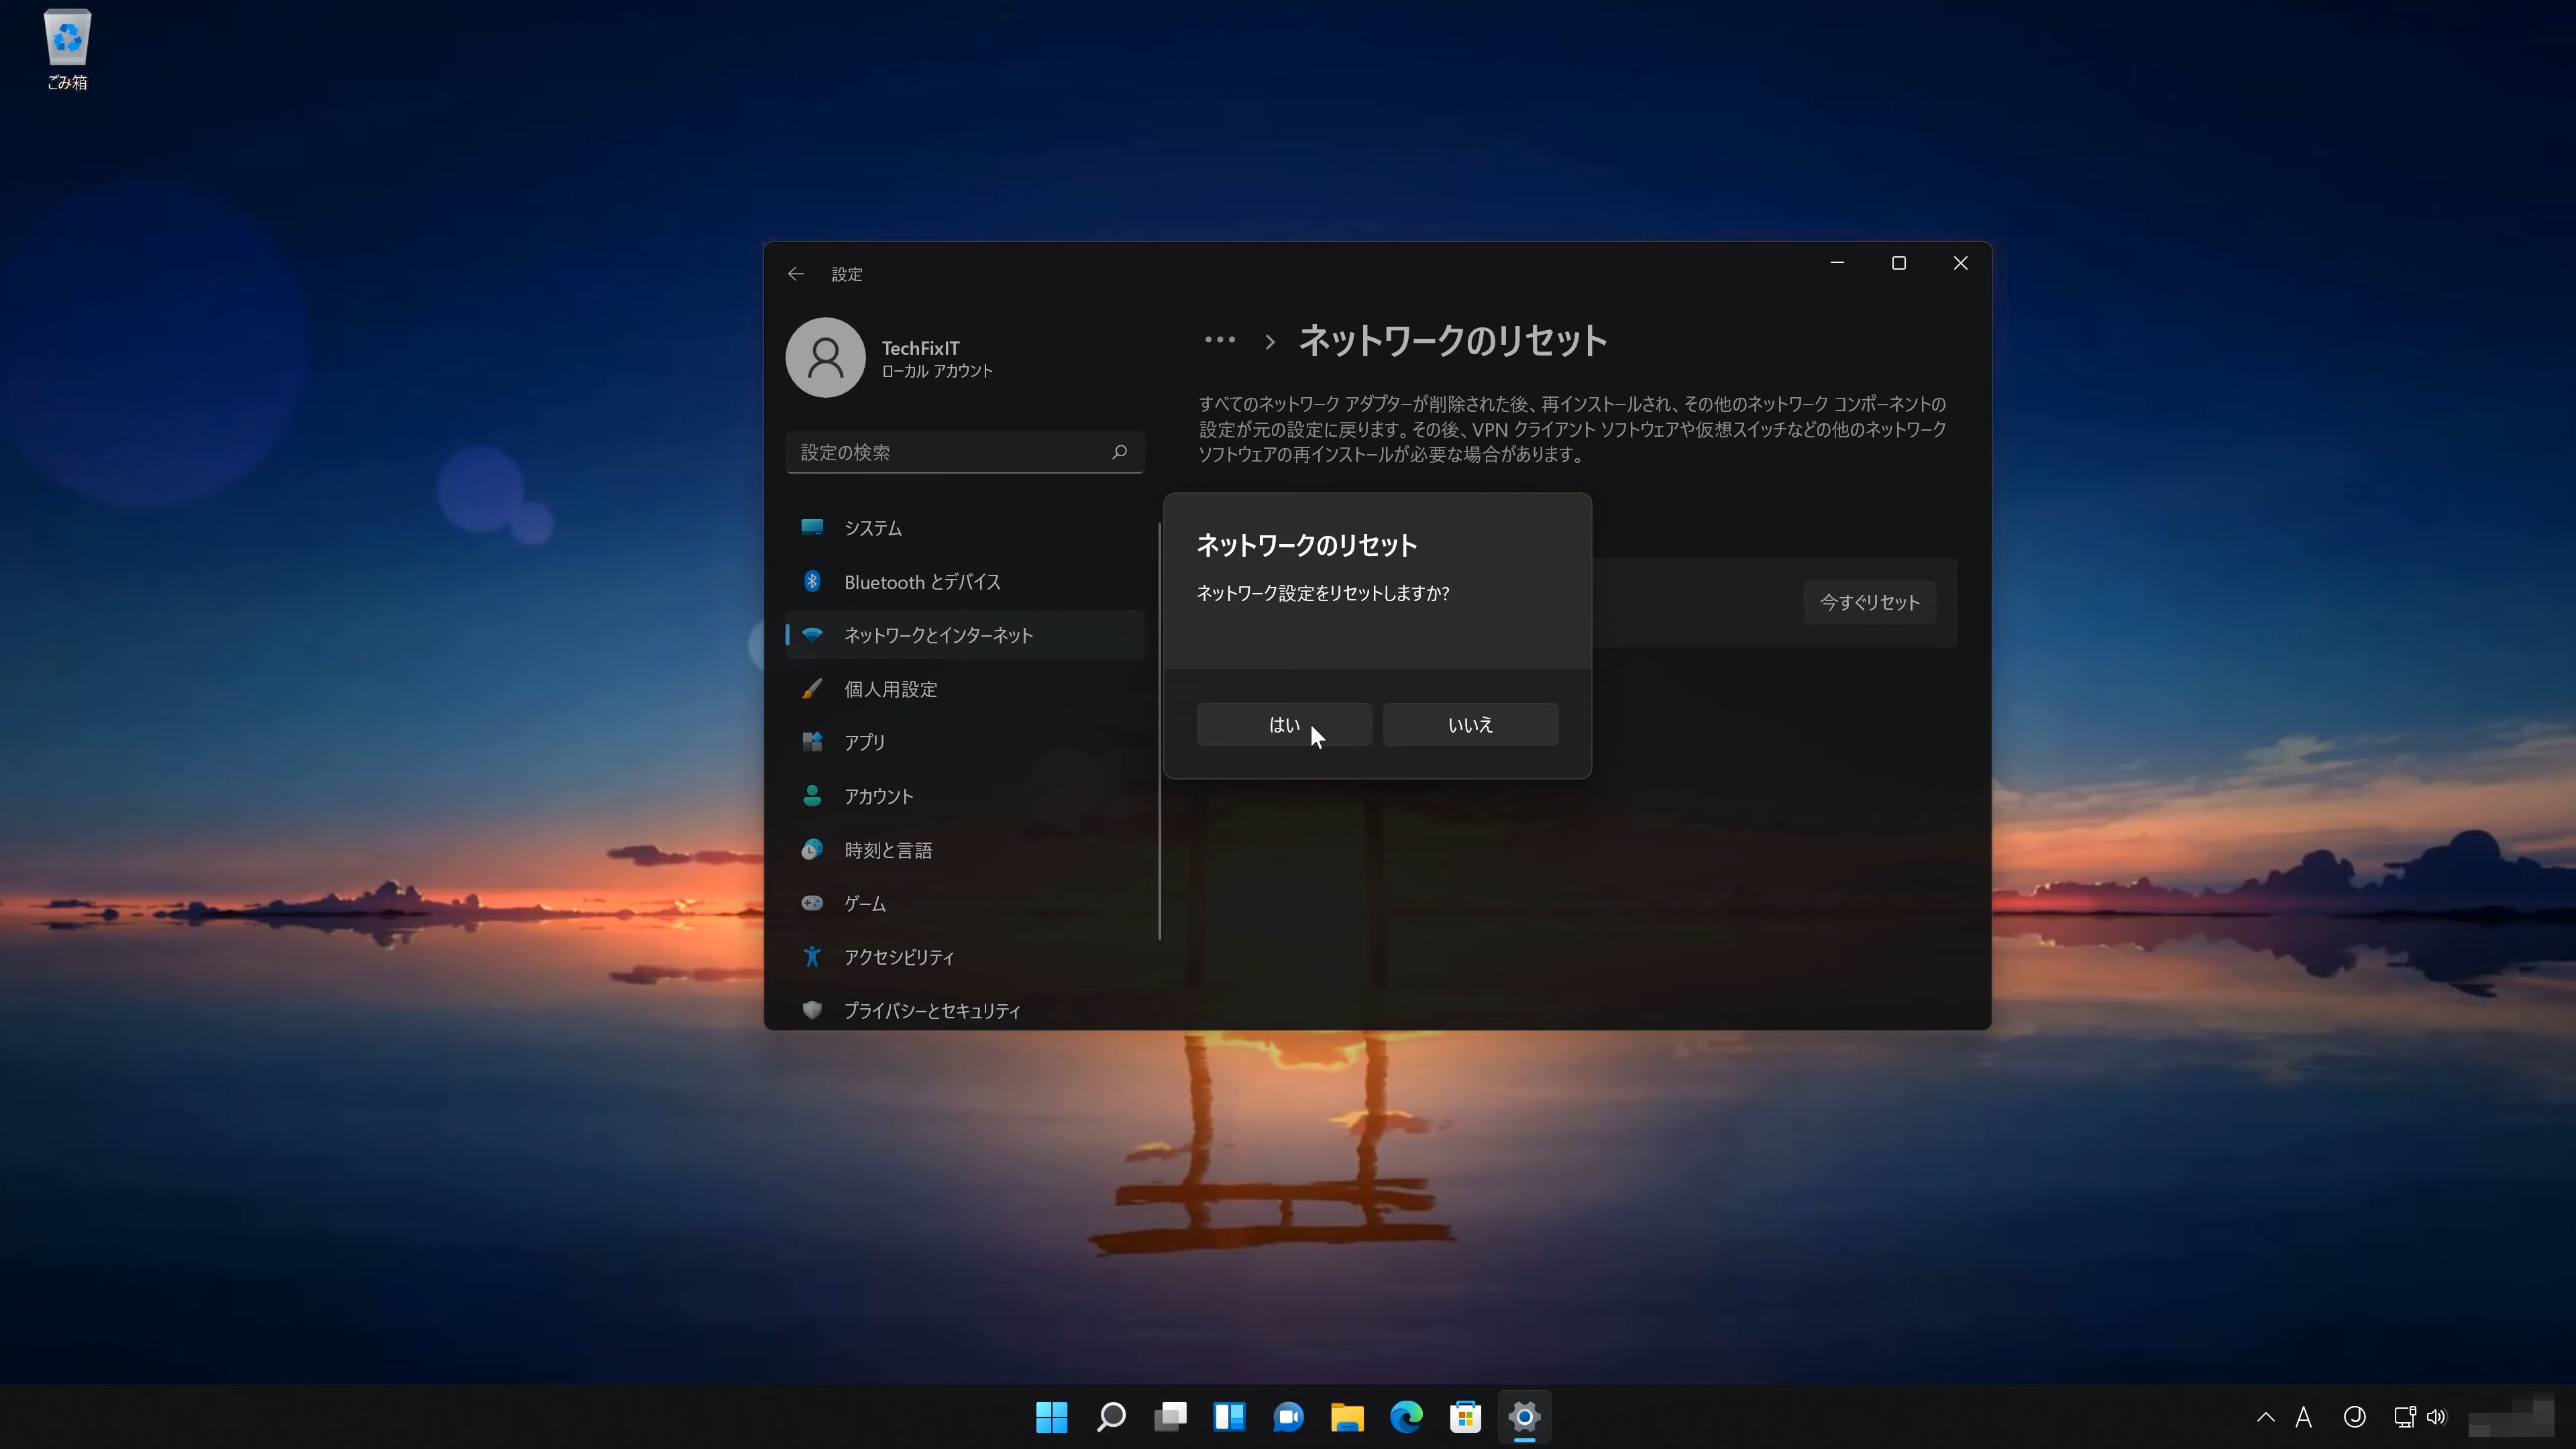 ごみ箱
設定
TechFixIT
ローカル アカウント
設定の検索
システム
Bluetooth とデバイス
ネットワークとインターネット
個人用設定
アプリ
アカウント
時刻と言語
ゲーム
アクセシビリティ
プライバシーとセキュリティ
… > ネットワークのリセット
すべてのネットワーク アダプターが削除された後、再インストールされ、その他のネットワーク コンポーネントの
設定が元の設定に戻ります。その後、VPN クライアント ソフトウェアや仮想スイッチなどの他のネットワーク
ソフトウェアの再インストールが必要な場合があります。
今すぐリセット
ネットワークのリセット
ネットワーク設定をリセットしますか?
はい
いいえ
A